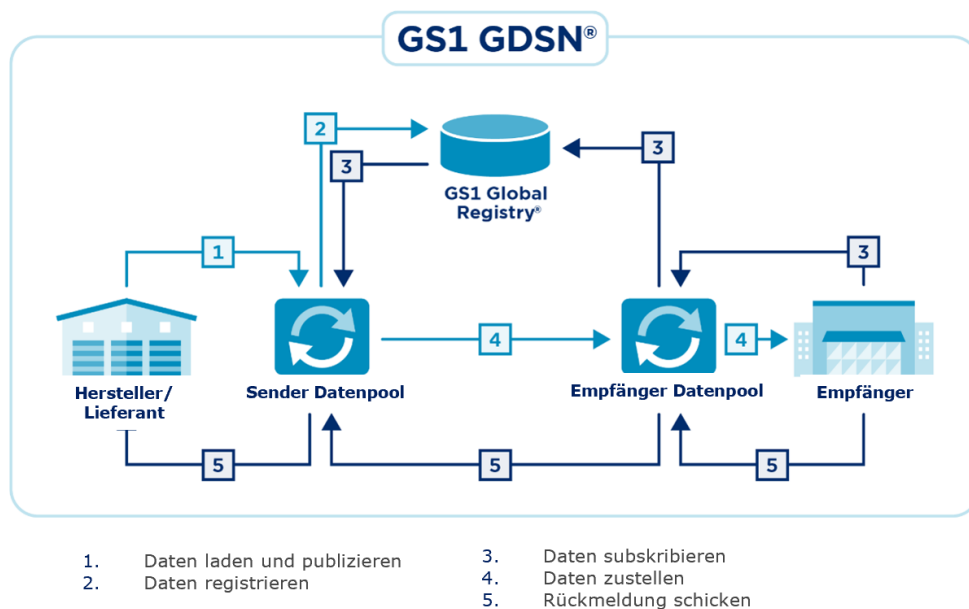 GS1 GDSN®
2
3
3
GS1 Global
Registry®
1
3
4
4
Hersteller/
Lieferant
Sender Datenpool
Empfänger Datenpool
Empfänger
5
5
5
1. Daten laden und publizieren
2. Daten registrieren
3. Daten subskribieren
4. Daten zustellen
5. Rückmeldung schicken